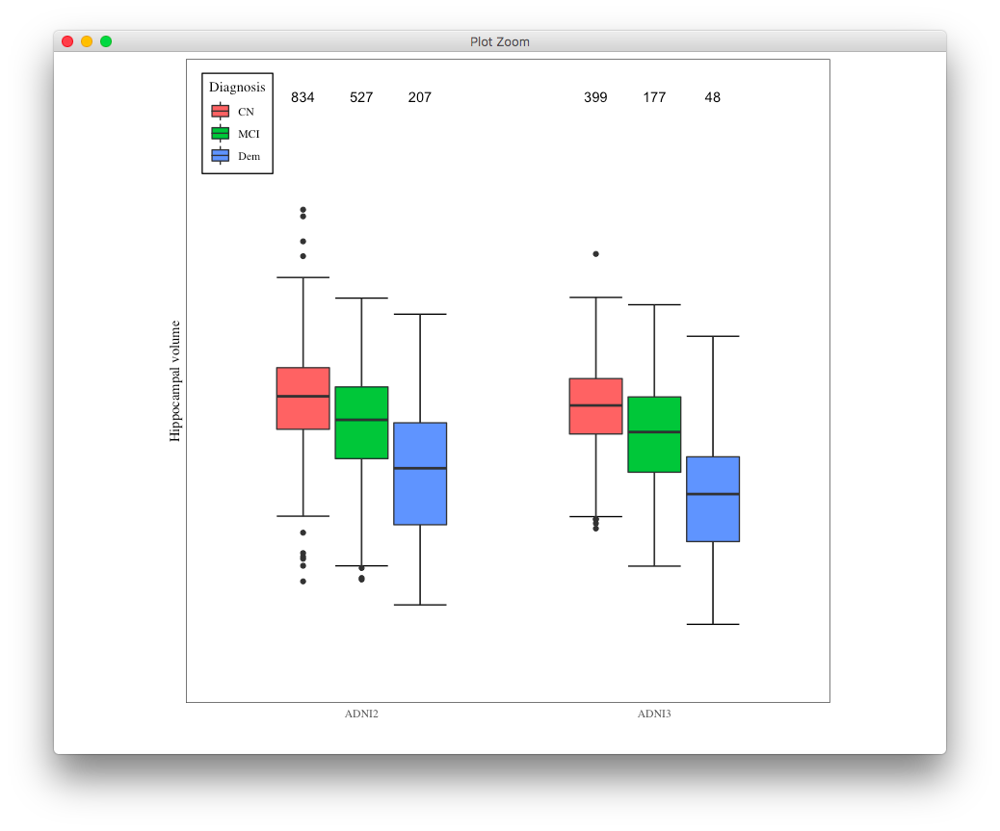 Plot Zoom
Diagnosis
CN
MCI
Dem
834 527 207 399 177 48
Hippocampal volume
ADNI2 ADNI3